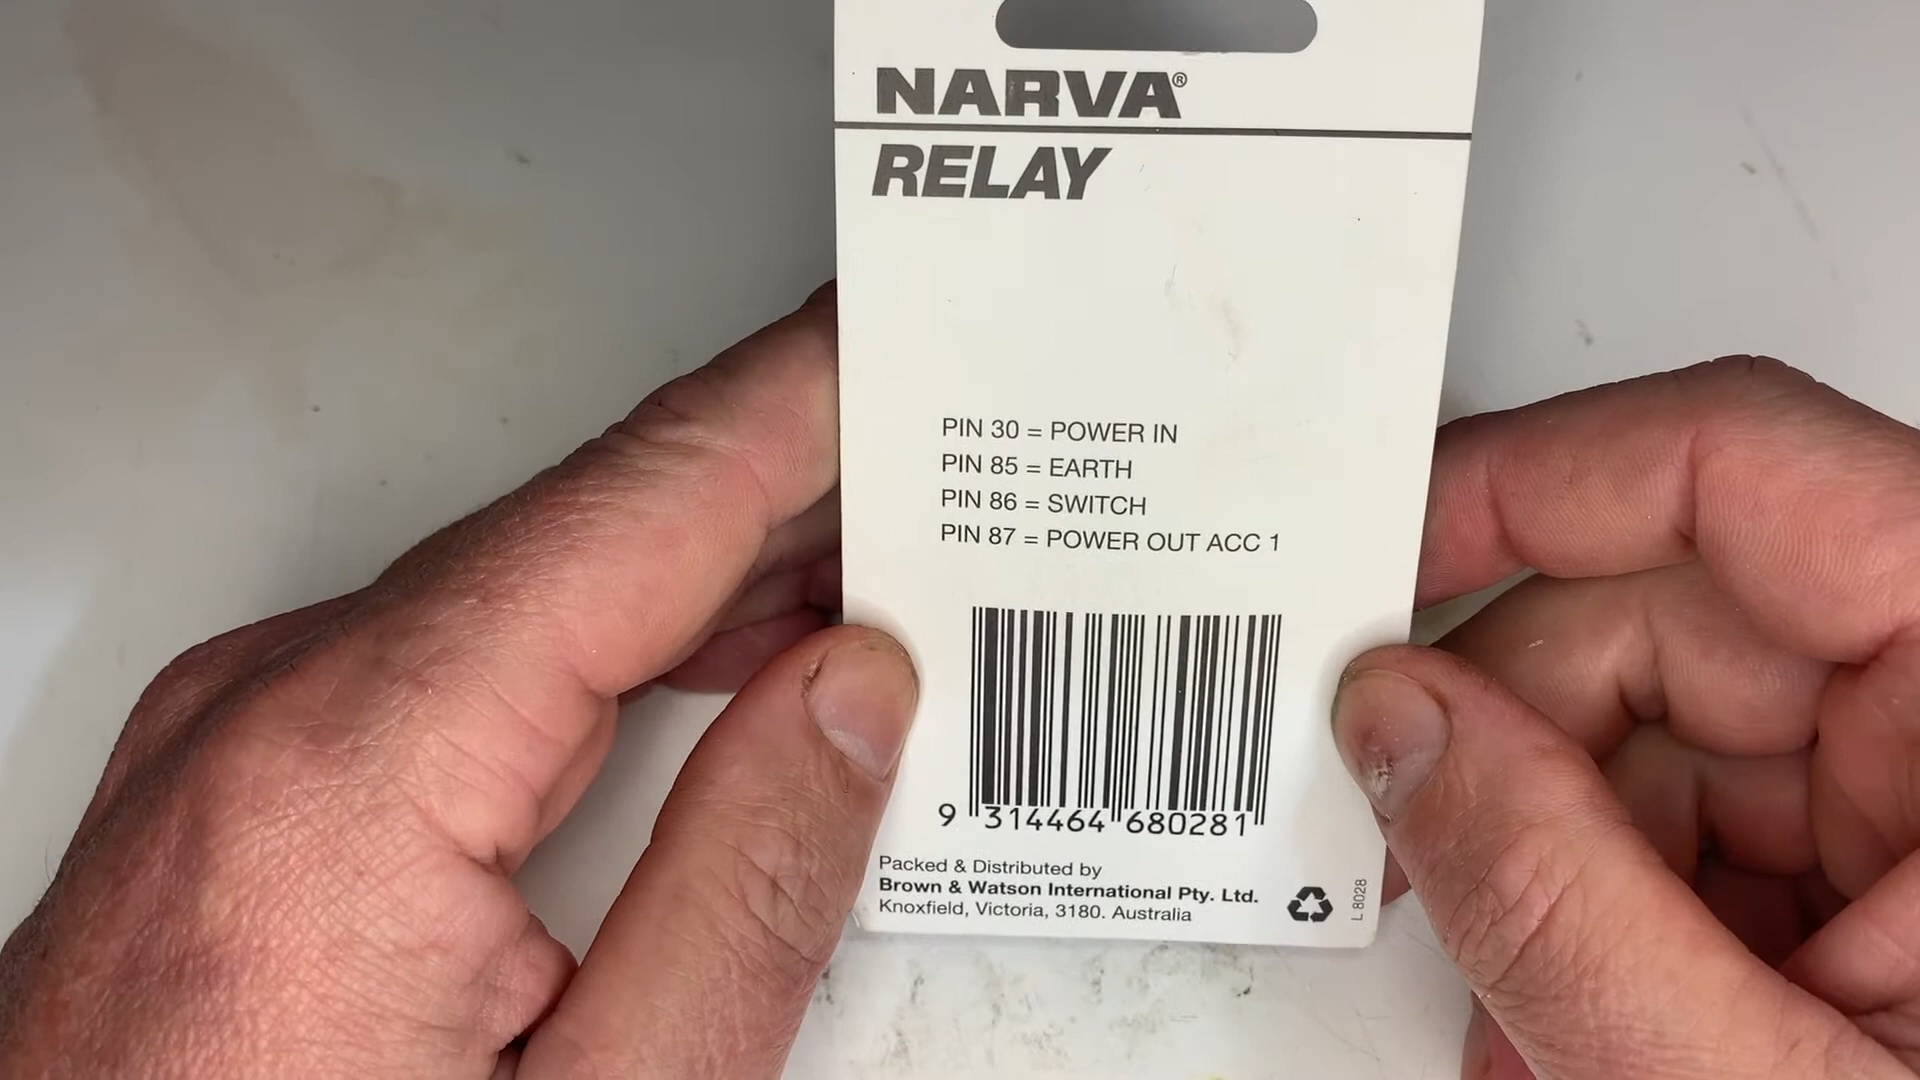 NARVA®
RELAY
PIN 30 = POWER IN
PIN 85 = EARTH
PIN 86 = SWITCH
PIN 87 = POWER OUT ACC 1
9 314464 680281
Packed & Distributed by
Brown & Watson International Pty. Ltd.
Knoxfield, Victoria, 3180. Australia
L 8028